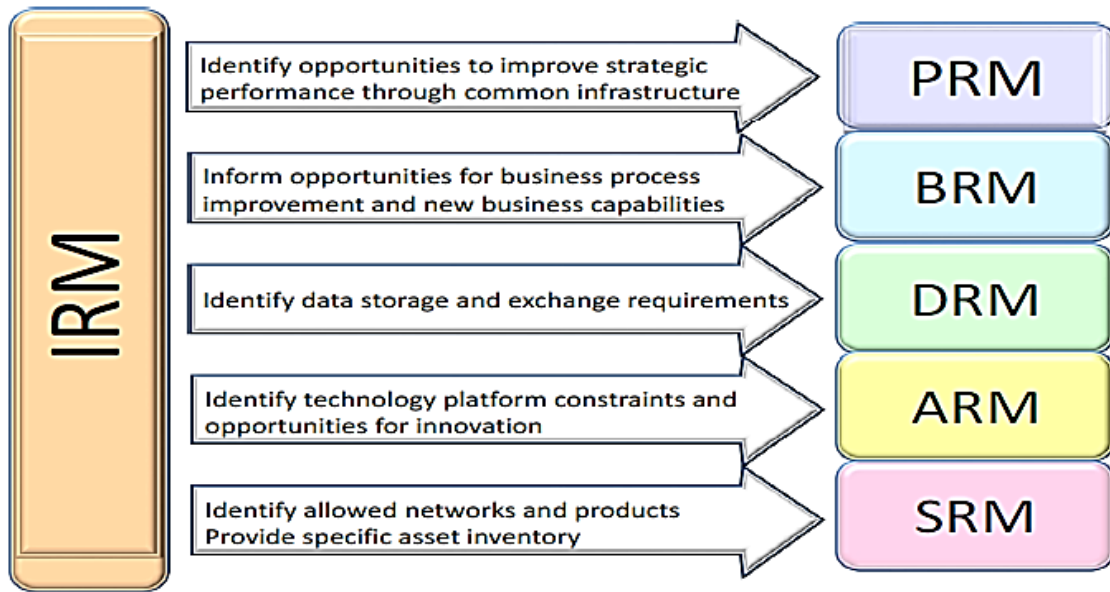 IRM
Identify opportunities to improve strategic
performance through common infrastructure
PRM
Inform opportunities for business process
improvement and new business capabilities
BRM
Identify data storage and exchange requirements
DRM
Identify technology platform constraints and
opportunities for innovation
ARM
Identify allowed networks and products
Provide specific asset inventory
SRM